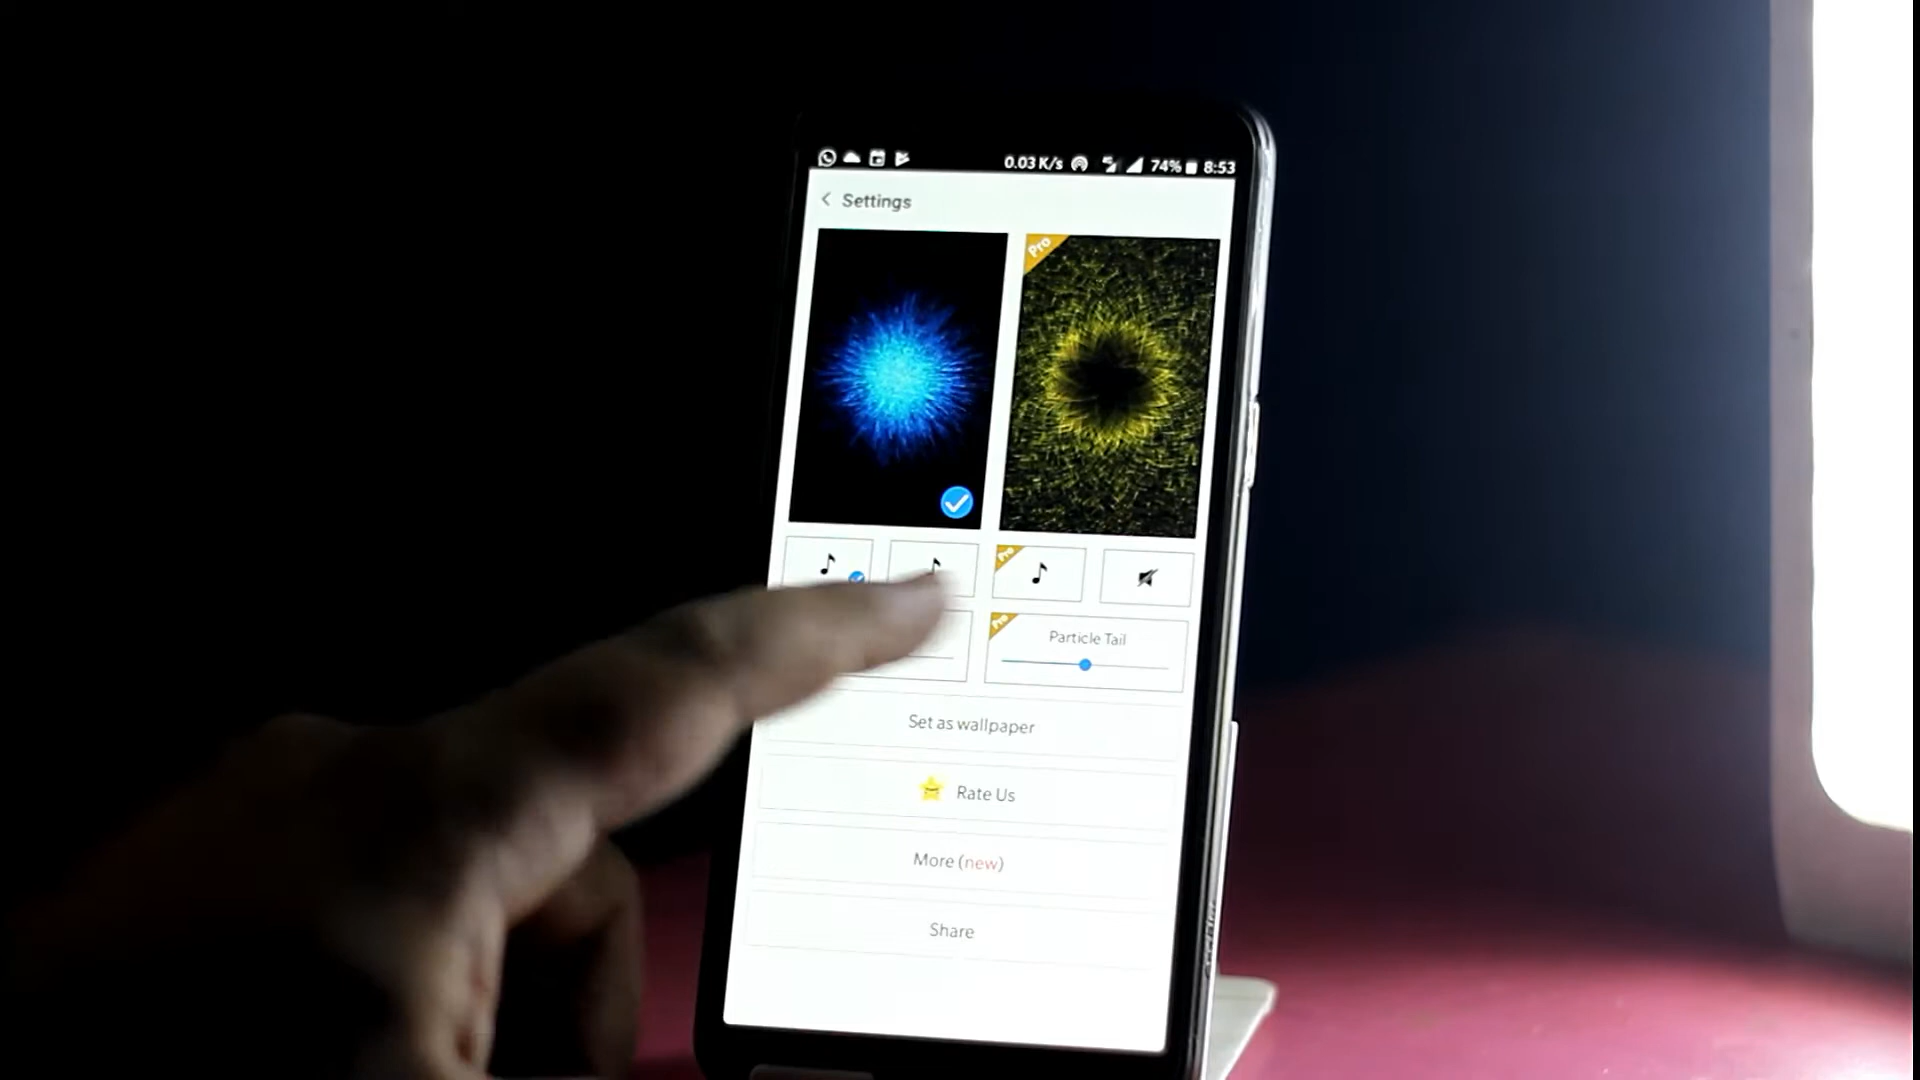 0.03 K/s 4G 74% 8:53
Settings
Pro
Pro
Pro
Particle Tail
Set as wallpaper
Rate Us
More (new)
Share